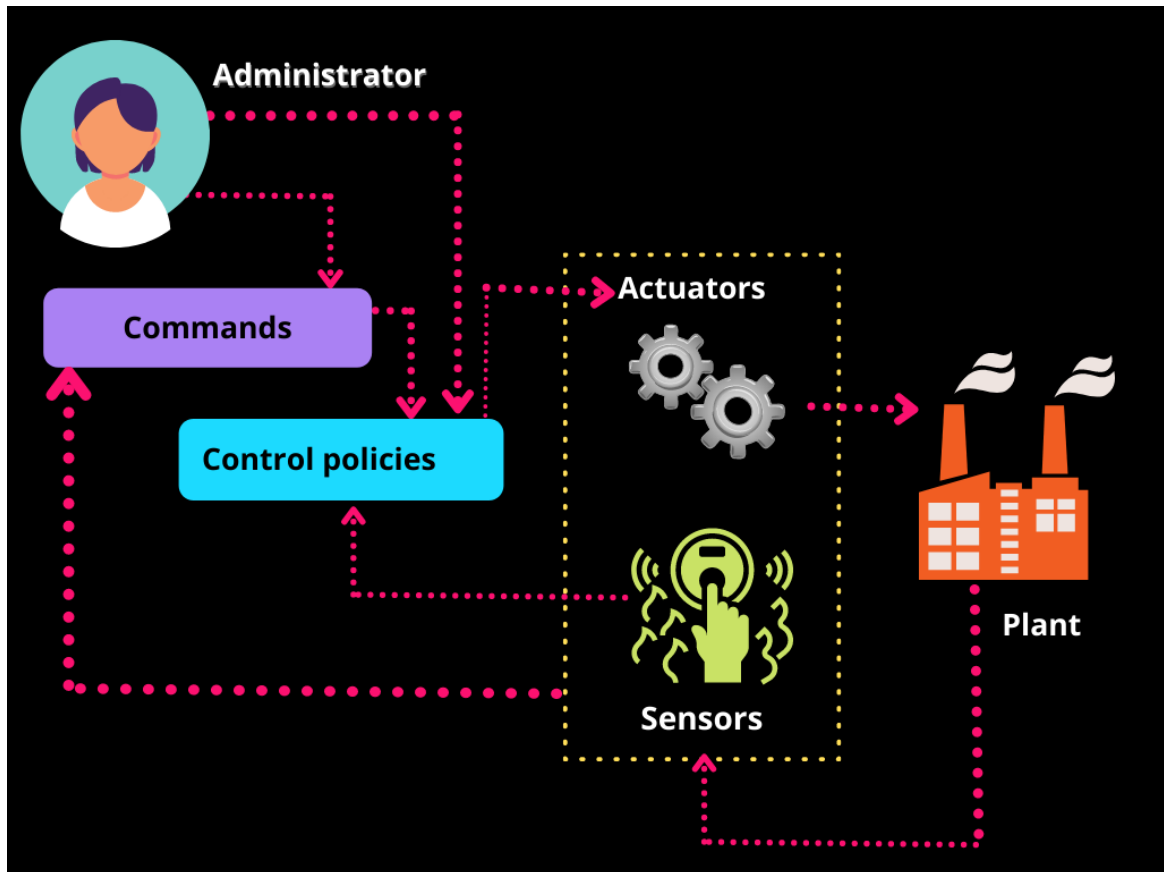 Administrator
Actuators
Commands
Control policies
Plant
Sensors